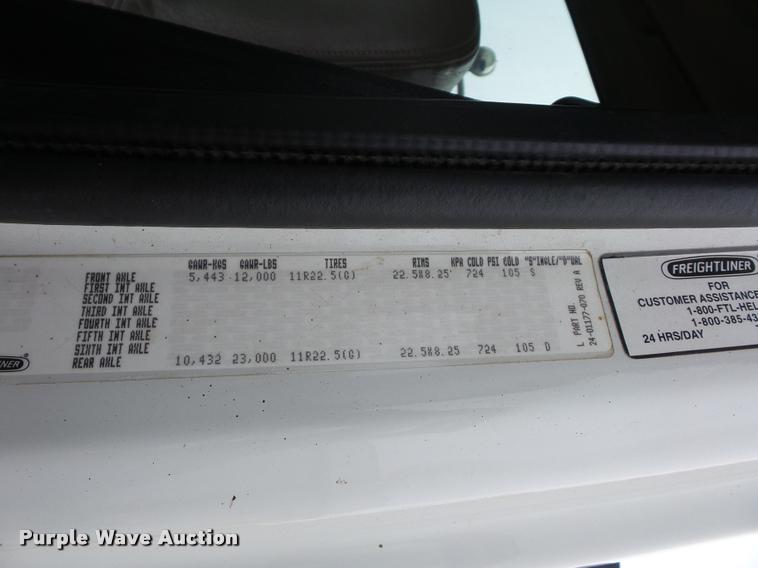 GAWR-KGS GAWR-LBS TIRES RIMS KPA COLD PSI COLD "S"INGLE/"D"UAL
FRONT AXLE 5,443 12,000 11R22.5(G) 22.5X8.25 724 105 S
FIRST INT AXLE
SECOND INT AXLE
THIRD INT AXLE
FOURTH INT AXLE
FIFTH INT AXLE
SIXTH INT AXLE
REAR AXLE 10,432 23,000 11R22.5(G) 22.5X8.25 724 105 D
L PART NO.
24-01177-070 REV A
FREIGHTLINER
FOR
CUSTOMER ASSISTANCE
1-800-FTL-HEL
1-800-385-43
24 HRS/DAY
INER
Purple Wave Auction